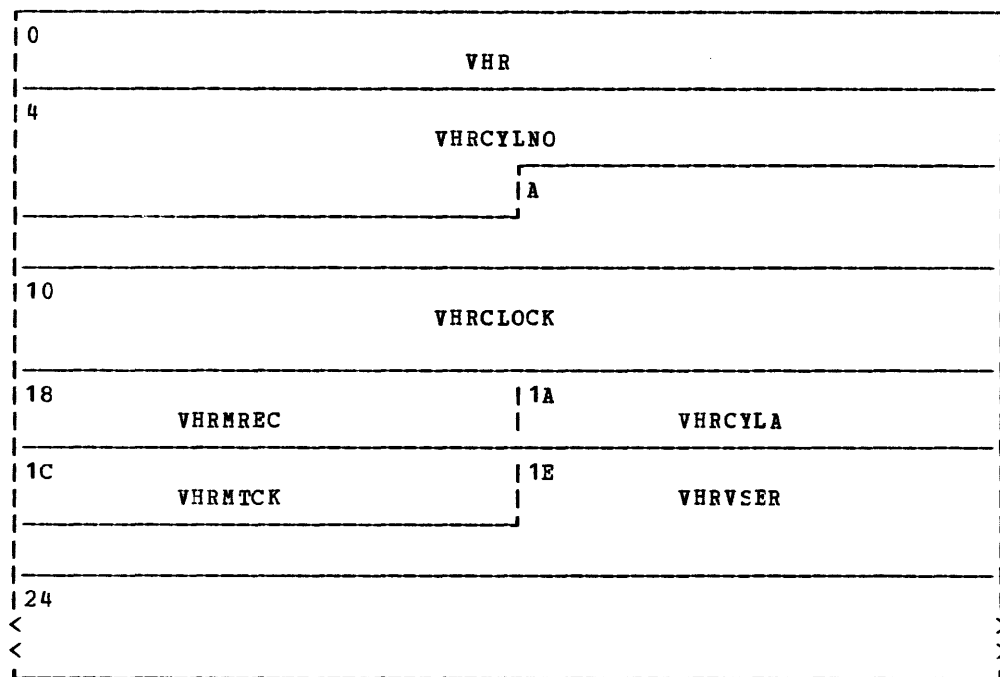 0
VHR
4
VHRCYLNO
A
10
VHRCLOCK
18 1A
VHRMREC VHRCYLA
1C 1E
VHRMTCK VHRVSER
24